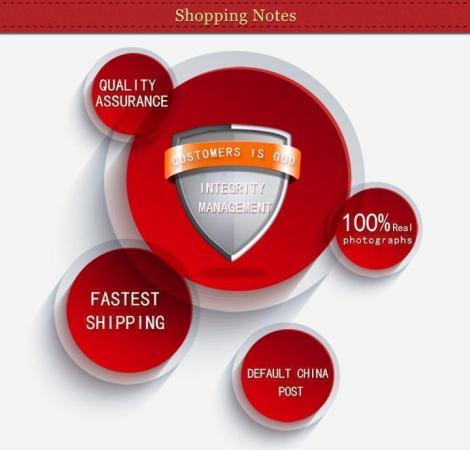 Shopping Notes
QUALITY
ASSURANCE
CUSTOMERS IS GOD
INTEGRITY
MANAGEMENT
100% Real
photographs
FASTEST
SHIPPING
DEFAULT CHINA
POST